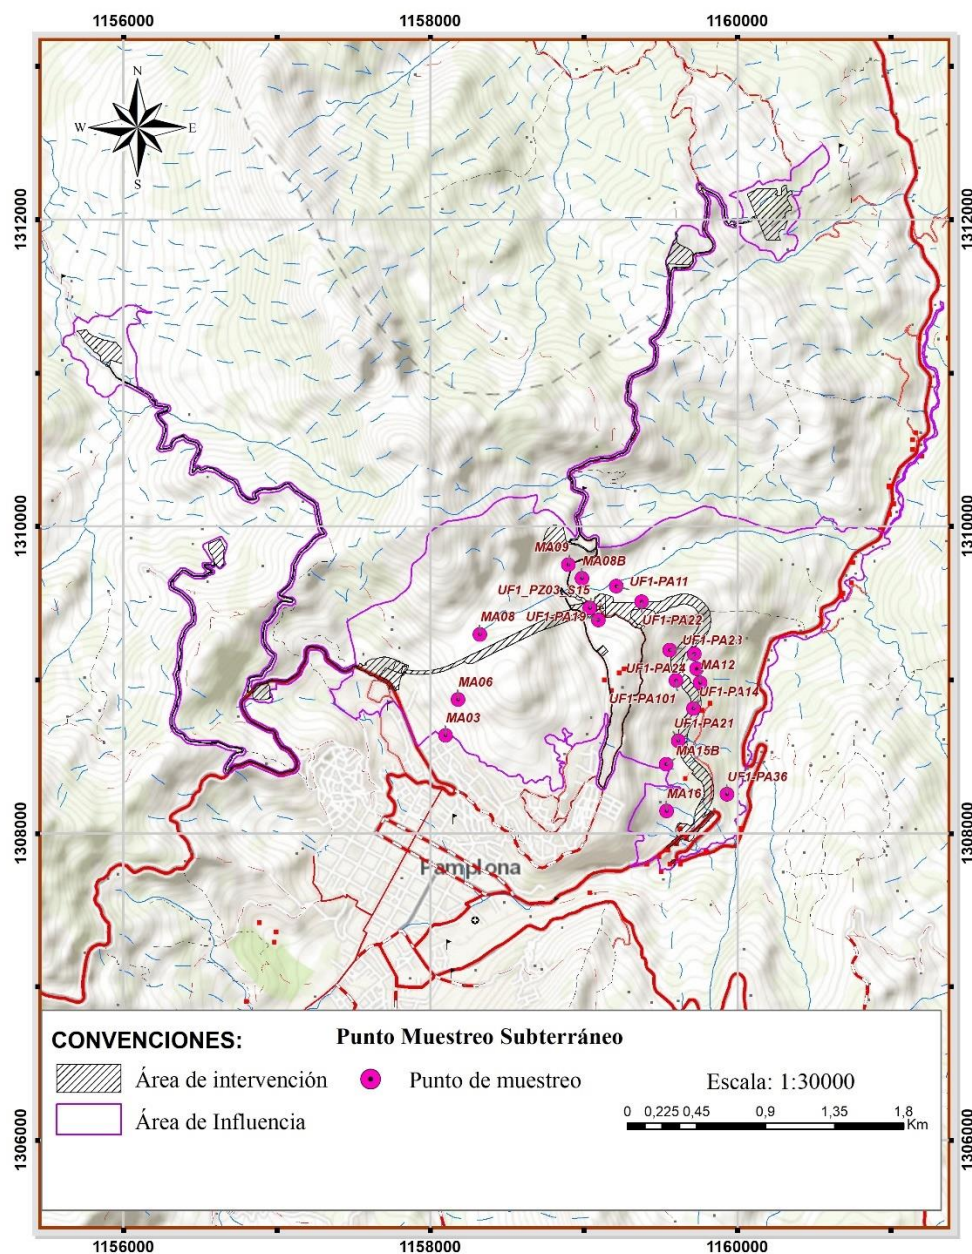 1156000 1158000 1160000
N
W E
S
1312000 1312000
1310000 1310000
MA09
MA08B
UF1-PA11
UF1_PZ03_S15
MA08
UF1-PA19
UF1-PA22
UF1-PA23
UF1-PA24
MA12
MA06
UF1-PA101
UF1-PA14
MA03
UF1-PA21
MA15B
UF1-PA36
MA16
1308000 1308000
Pamplona
CONVENCIONES:
Punto Muestreo Subterráneo
Área de intervención
Punto de muestreo
Escala: 1:30000
Área de Influencia
0 0,225 0,45 0,9 1,35 1,8
Km
1306000 1306000
1156000 1158000 1160000